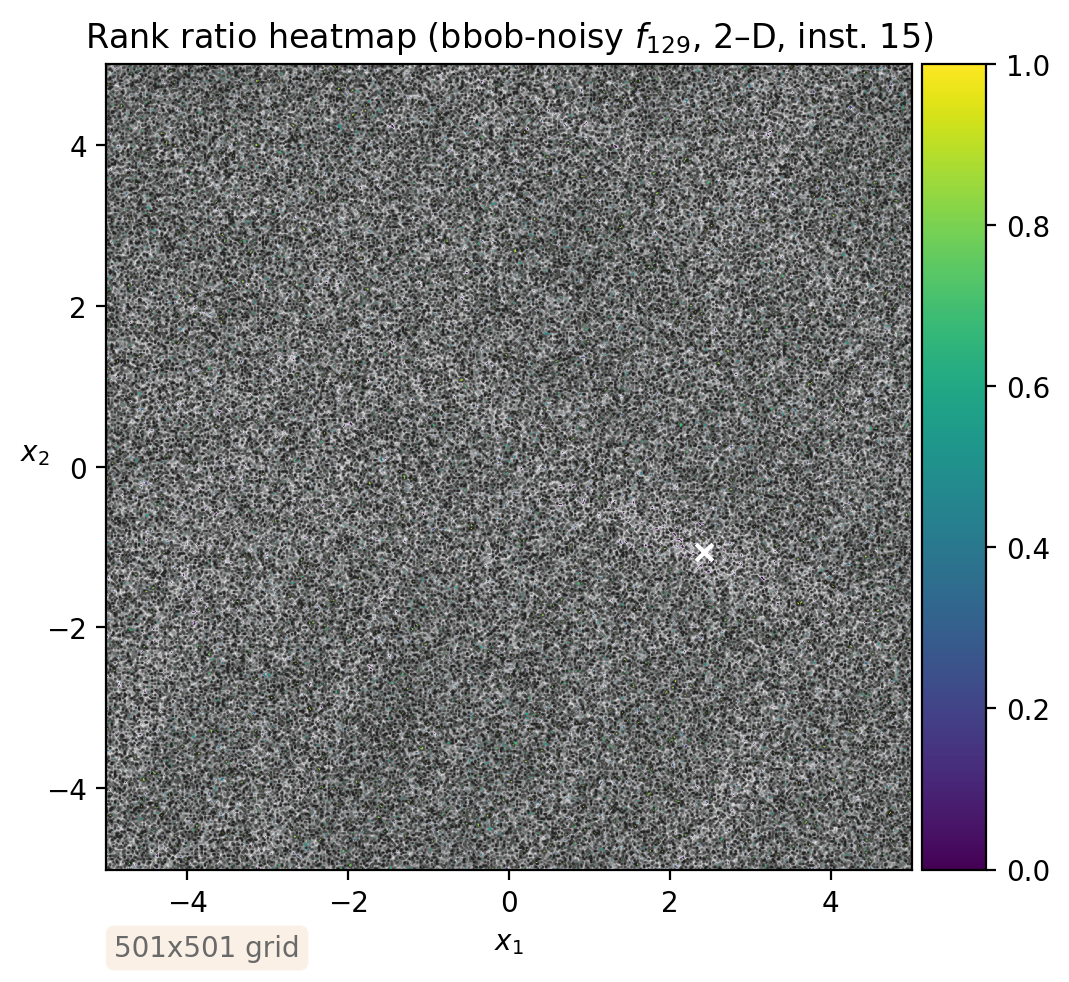 Rank ratio heatmap (bbob-noisy f₁₂₉, 2–D, inst. 15)
1.0
0.8
0.6
0.4
0.2
0.0
4
2
0
−2
−4
x₂
−4 −2 0 2 4
x₁
501x501 grid